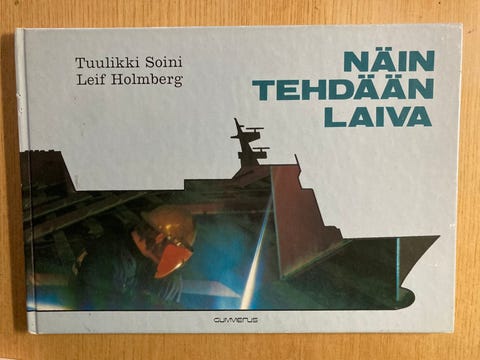 Tuulikki Soini
Leif Holmberg
NÄIN
TEHDÄÄN
LAIVA
GUMMERUS